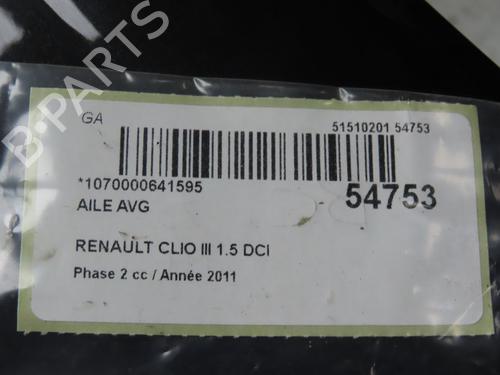 GA
51510201 54753
*1070000641595
54753
AILE AVG
RENAULT CLIO III 1.5 DCI
Phase 2 cc / Année 2011
B-PARTS